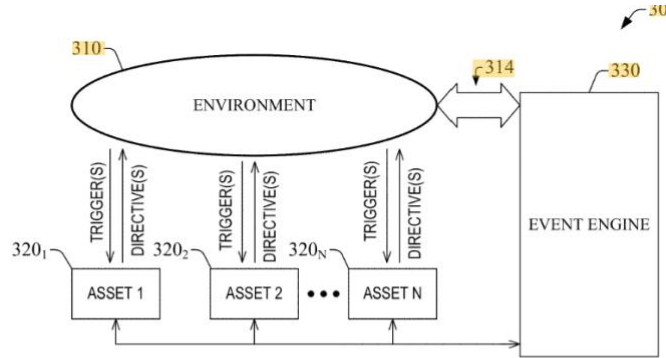 30
310
314
330
ENVIRONMENT
TRIGGER(S)
DIRECTIVE(S)
TRIGGER(S)
DIRECTIVE(S)
TRIGGER(S)
DIRECTIVE(S)
EVENT ENGINE
320₁
320₂
320N
ASSET 1
ASSET 2
•••
ASSET N